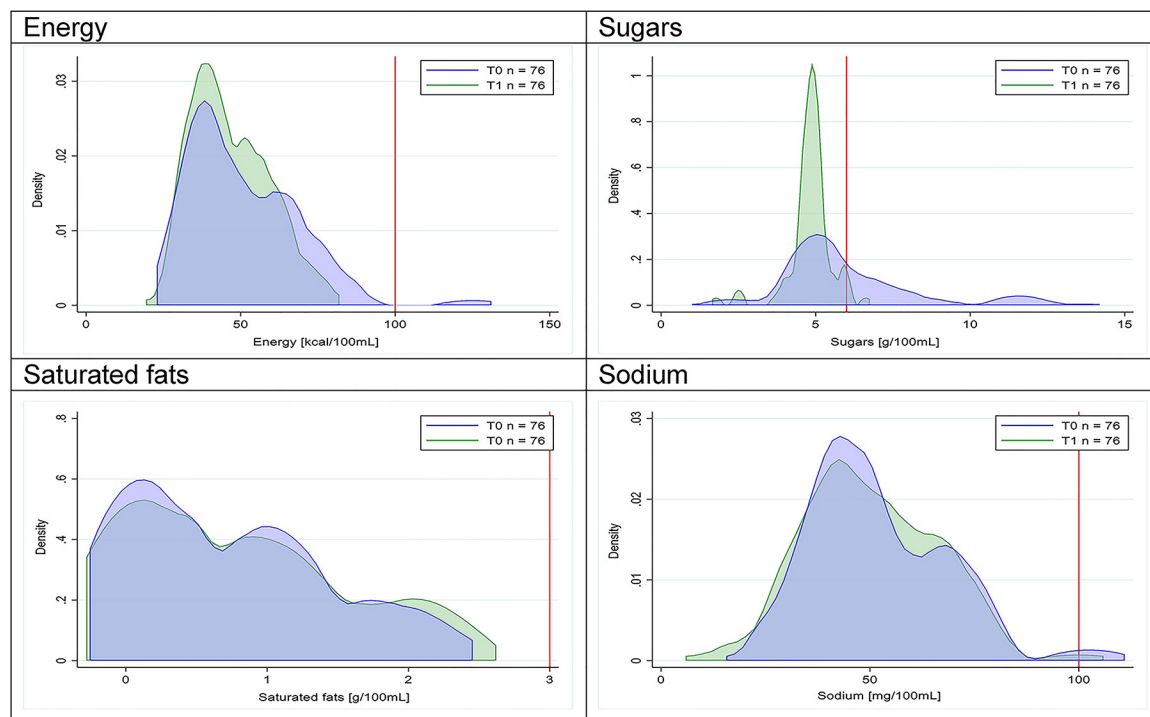 Energy
T0 n = 76
T1 n = 76
Density
.03
.02
.01
0
0 50 100 150
Energy [kcal/100mL]
Sugars
T0 n = 76
T1 n = 76
Density
1
.8
.6
.4
.2
0
0 5 10 15
Sugars [g/100mL]
Saturated fats
T0 n = 76
T0 n = 76
Density
.8
.6
.4
.2
0
0 1 2 3
Saturated fats [g/100mL]
Sodium
T0 n = 76
T1 n = 76
Density
.03
.02
.01
0
0 50 100
Sodium [mg/100mL]